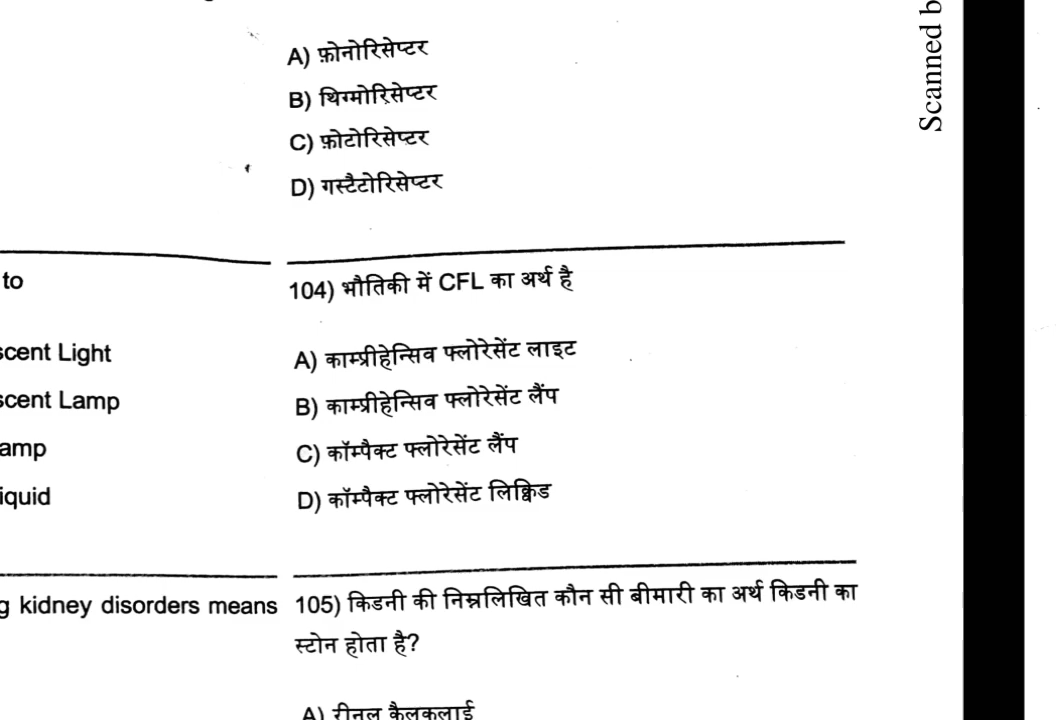 A) फ़ोनोरिसेप्टर
B) थिग्मोरिसेप्टर
C) फ़ोटोरिसेप्टर
D) गस्टैटोरिसेप्टर
to
scent Light
scent Lamp
amp
iquid
104) भौतिकी में CFL का अर्थ है
A) काम्प्रीहेन्सिव फ्लोरेसेंट लाइट
B) काम्प्रीहेन्सिव फ्लोरेसेंट लैंप
C) कॉम्पैक्ट फ्लोरेसेंट लैंप
D) कॉम्पैक्ट फ्लोरेसेंट लिक्विड
g kidney disorders means
105) किडनी की निम्नलिखित कौन सी बीमारी का अर्थ किडनी का
स्टोन होता है?
A) रीनल कैलकलाई
Scanned b